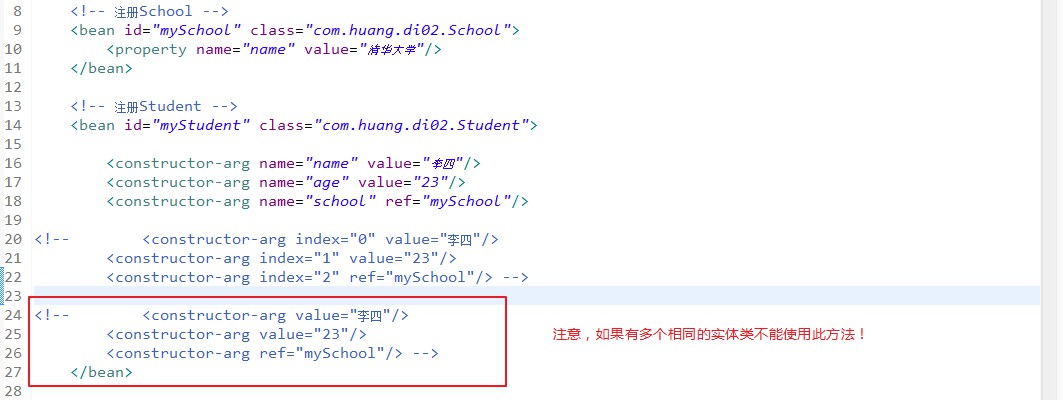 8 <!-- 注册School -->
9 <bean id="mySchool" class="com.huang.di02.School">
10 <property name="name" value="清华大学"/>
11 </bean>
12
13 <!-- 注册Student -->
14 <bean id="myStudent" class="com.huang.di02.Student">
15
16 <constructor-arg name="name" value="李四"/>
17 <constructor-arg name="age" value="23"/>
18 <constructor-arg name="school" ref="mySchool"/>
19
20 <!-- <constructor-arg index="0" value="李四"/>
21 <constructor-arg index="1" value="23"/>
22 <constructor-arg index="2" ref="mySchool"/> -->
23
24 <!-- <constructor-arg value="李四"/>
25 <constructor-arg value="23"/>
注意，如果有多个相同的实体类不能使用此方法！
26 <constructor-arg ref="mySchool"/> -->
27 </bean>
28